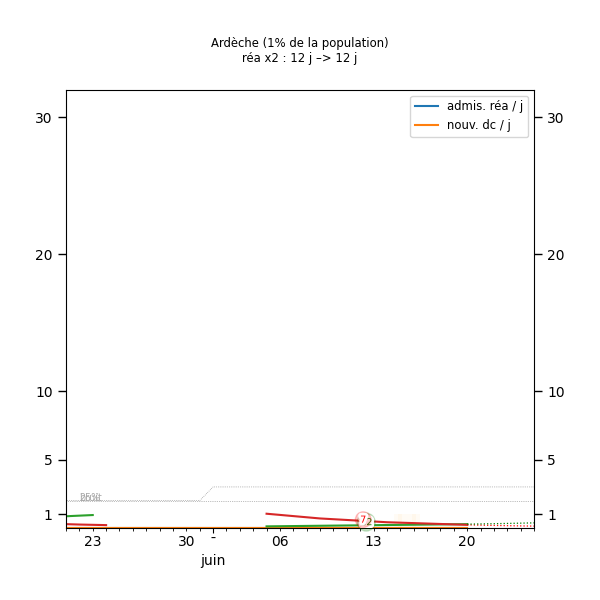 Ardèche (1% de la population)
réa x2 : 12 j –> 12 j
admis. réa / j
nouv. dc / j
30 30
20 20
10 10
5 5
1 1
23 30 - 06 13 20
juin